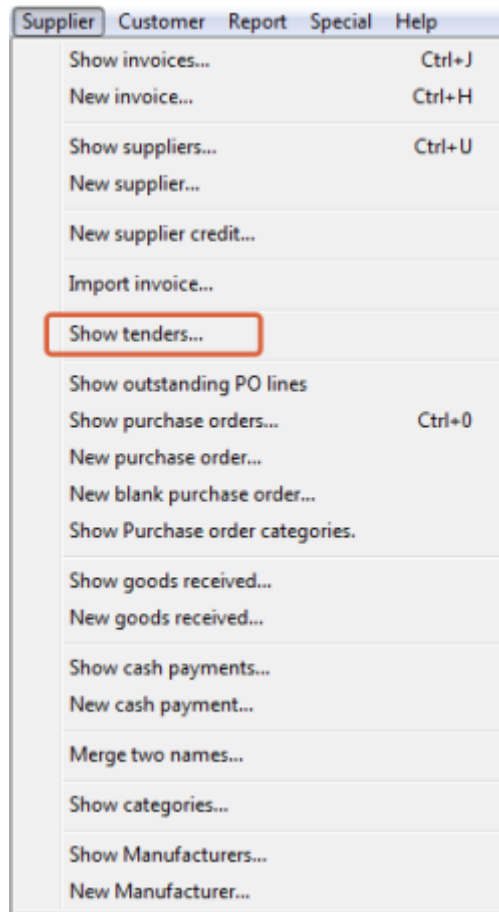 Supplier Customer Report Special Help
Show invoices... Ctrl+J
New invoice... Ctrl+H
Show suppliers... Ctrl+U
New supplier...
New supplier credit...
Import invoice...
Show tenders...
Show outstanding PO lines
Show purchase orders... Ctrl+0
New purchase order...
New blank purchase order...
Show Purchase order categories.
Show goods received...
New goods received...
Show cash payments...
New cash payment...
Merge two names...
Show categories...
Show Manufacturers...
New Manufacturer...